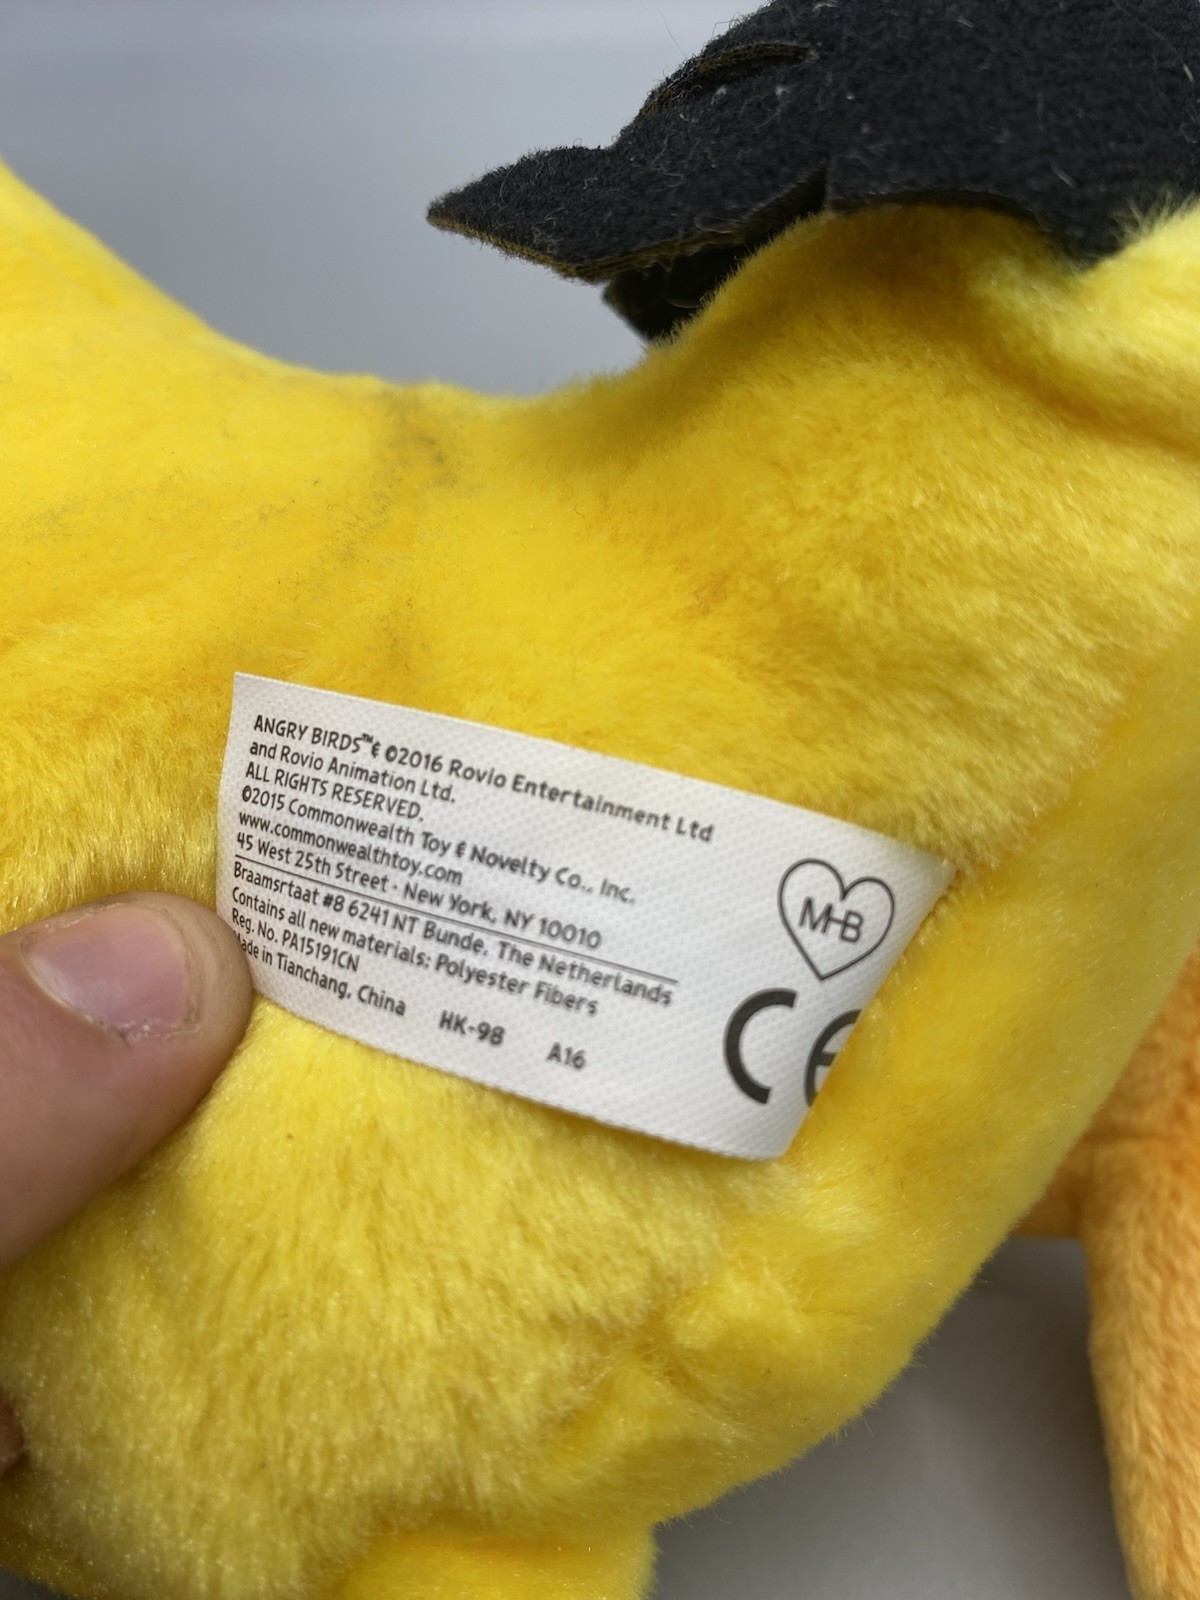 ANGRY BIRDS™& ©2016 Rovio Entertainment Ltd
and Rovio Animation Ltd.
ALL RIGHTS RESERVED.
©2015 Commonwealth Toy & Novelty Co., Inc.
www.commonwealthtoy.com
45 West 25th Street · New York, NY 10010
Braamsrtaat #8 6241 NT Bunde, The Netherlands
Contains all new materials: Polyester Fibers
Reg. No. PA15191CN
Made in Tianchang, China HK-98 A16
M-B
CE